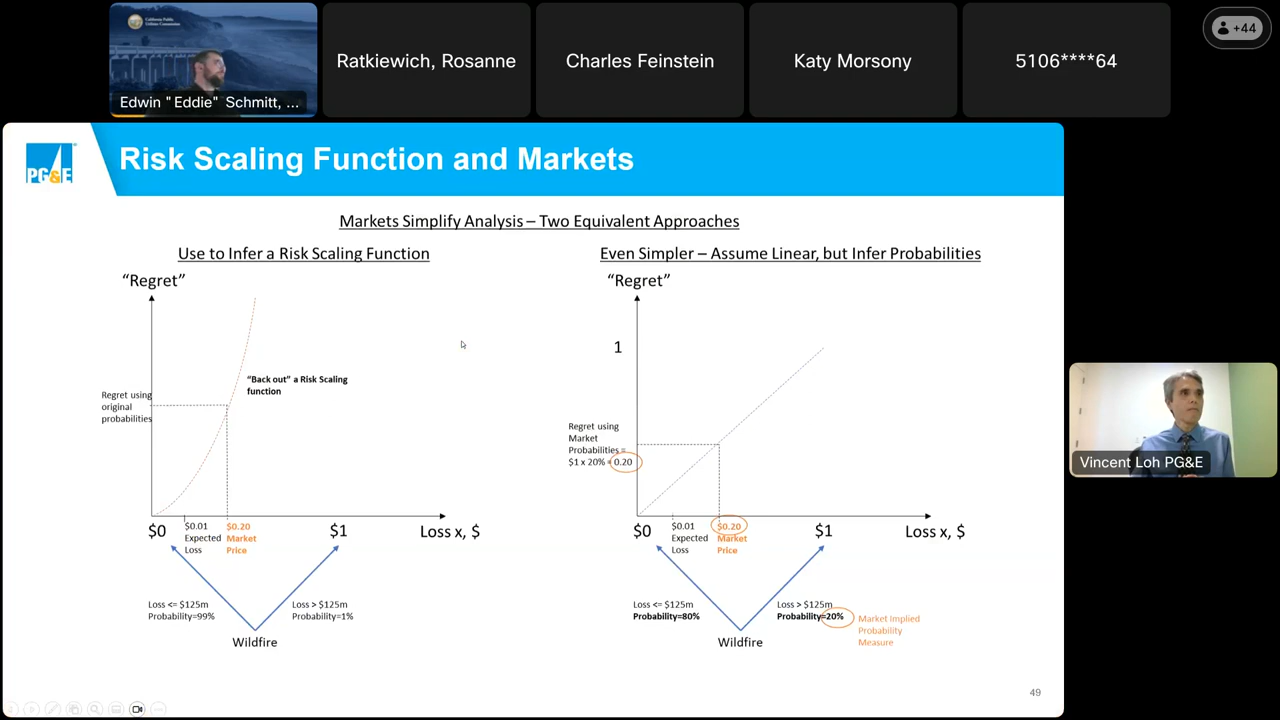 California Public
Utilities Commission
Edwin "Eddie" Schmitt, ...
Ratkiewich, Rosanne
Charles Feinstein
Katy Morsony
5106****64
+44
PG&E
Risk Scaling Function and Markets
Markets Simplify Analysis – Two Equivalent Approaches
Use to Infer a Risk Scaling Function
"Regret"
"Back out" a Risk Scaling
function
Regret using
original
probabilities
$0
$0.01
Expected
Loss
$0.20
Market
Price
$1
Loss x, $
Loss <= $125m
Probability=99%
Loss > $125m
Probability=1%
Wildfire
Even Simpler – Assume Linear, but Infer Probabilities
"Regret"
1
Regret using
Market
Probabilities =
$1 x 20% = 0.20
$0
$0.01
Expected
Loss
$0.20
Market
Price
$1
Loss x, $
Loss <= $125m
Probability=80%
Loss > $125m
Probability=20%
Market Implied
Probability
Measure
Wildfire
49
Vincent Loh PG&E